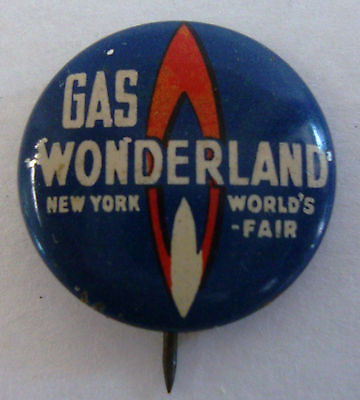 GAS
WONDERLAND
NEW YORK WORLD'S
-FAIR